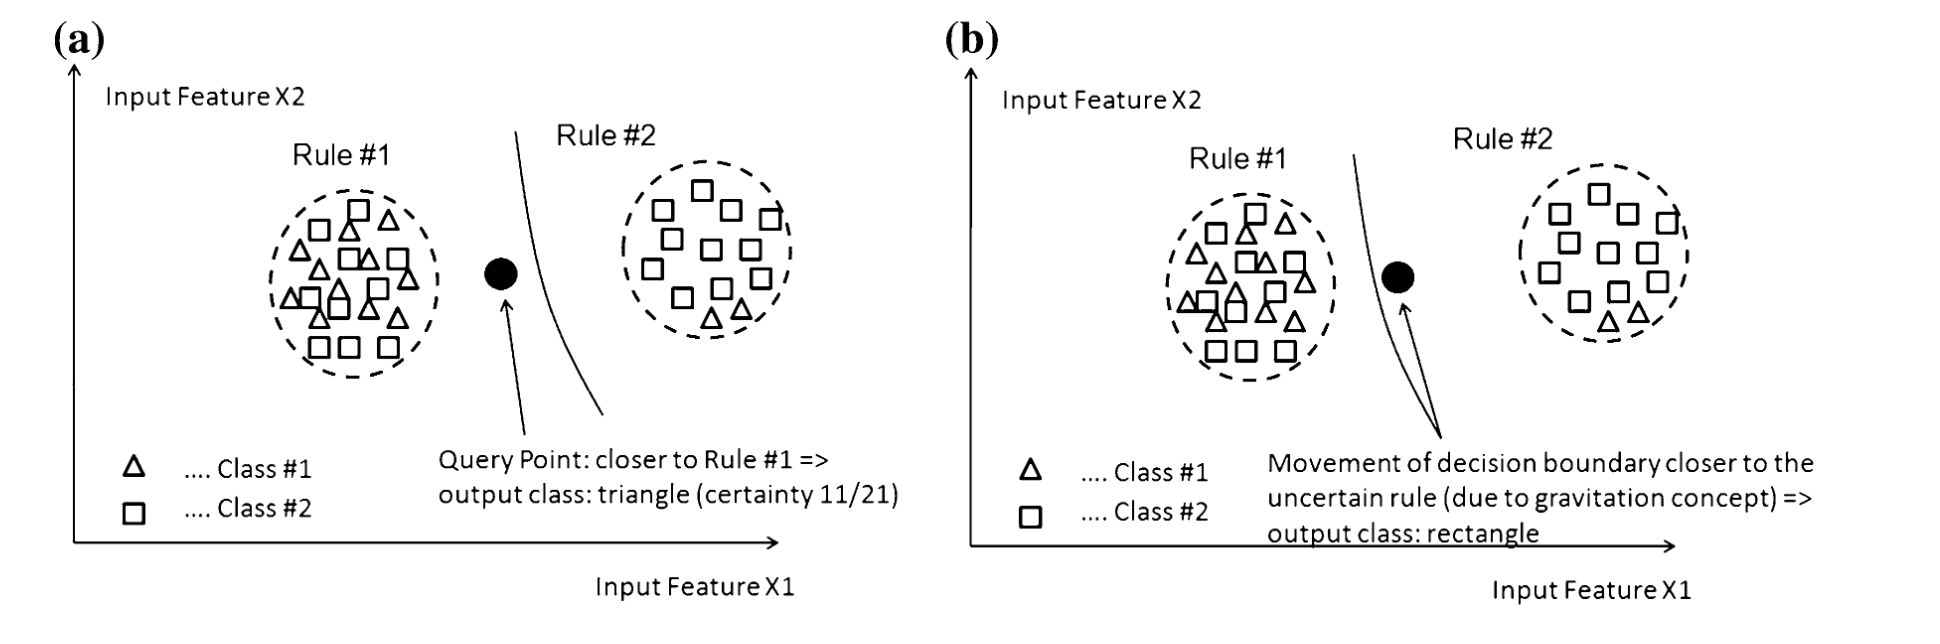 (a)
Input Feature X2
Rule #1
Rule #2
.... Class #1
.... Class #2
Query Point: closer to Rule #1 =>
output class: triangle (certainty 11/21)
Input Feature X1
(b)
Input Feature X2
Rule #1
Rule #2
.... Class #1
.... Class #2
Movement of decision boundary closer to the
uncertain rule (due to gravitation concept) =>
output class: rectangle
Input Feature X1